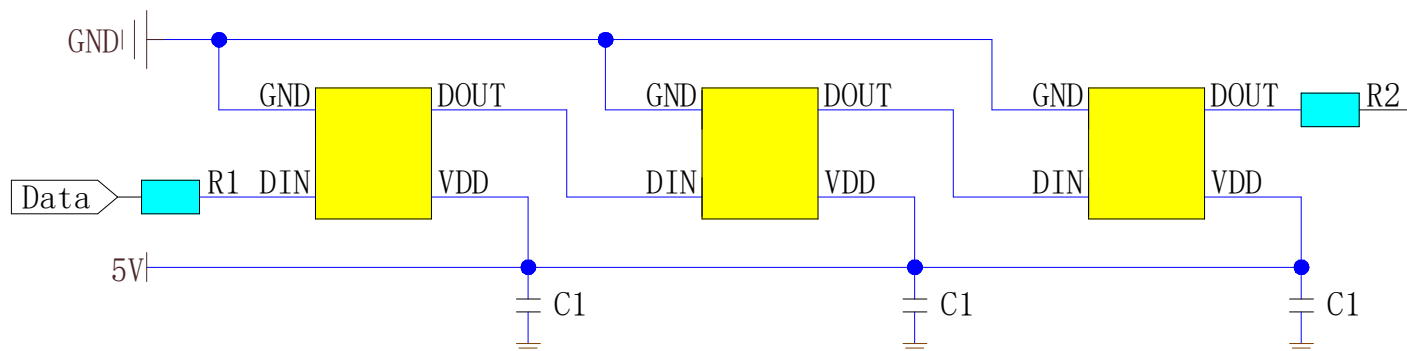 GND
GND DOUT GND DOUT GND DOUT R2
Data R1 DIN VDD DIN VDD DIN VDD
5V
C1 C1 C1